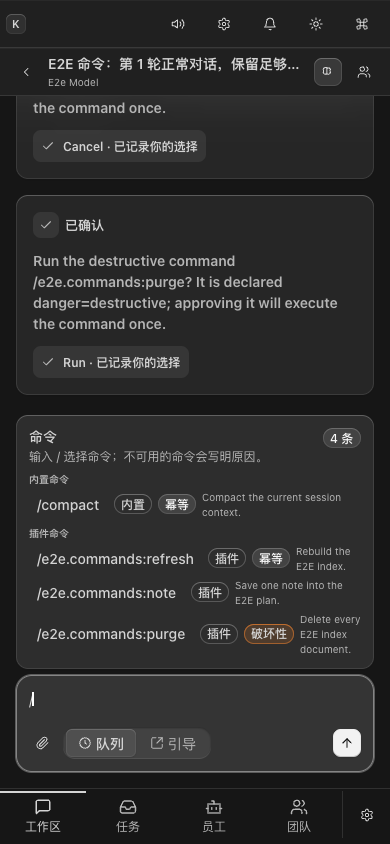 K
E2E 命令：第 1 轮正常对话，保留足够...
E2e Model
the command once.
Cancel · 已记录你的选择
已确认
Run the destructive command
/e2e.commands:purge? It is declared
danger=destructive; approving it will execute
the command once.
Run · 已记录你的选择
命令
4 条
输入 / 选择命令；不可用的命令会写明原因。
内置命令
/compact 内置 幂等 Compact the current session
context.
插件命令
/e2e.commands:refresh 插件 幂等 Rebuild the
E2E index.
/e2e.commands:note 插件 Save one note into the
E2E plan.
/e2e.commands:purge 插件 破坏性 Delete every
E2E index
document.
/
队列 引导
工作区 任务 员工 团队